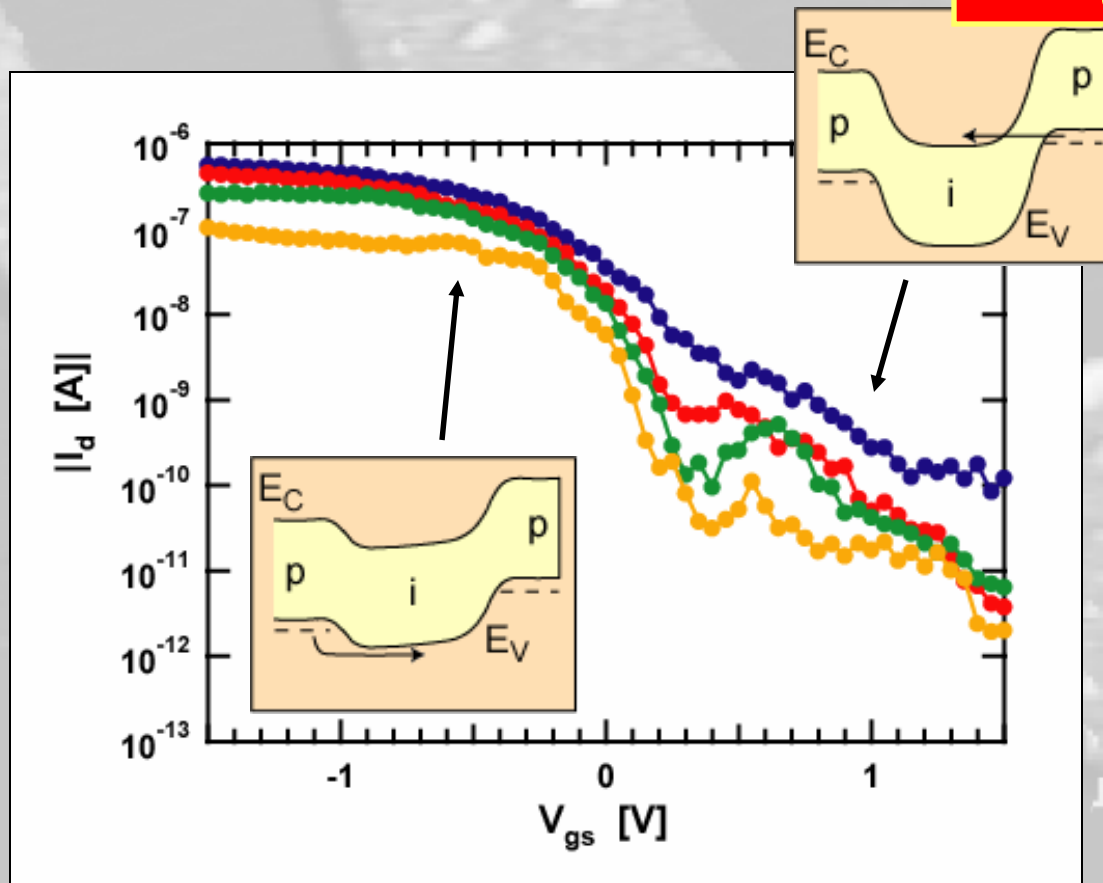 E_C
p
p
i
E_V
10^-6
10^-7
10^-8
10^-9
10^-10
10^-11
10^-12
10^-13
|I_d [A]|
E_C
p
p
i
E_V
-1 0 1
V_gs [V]